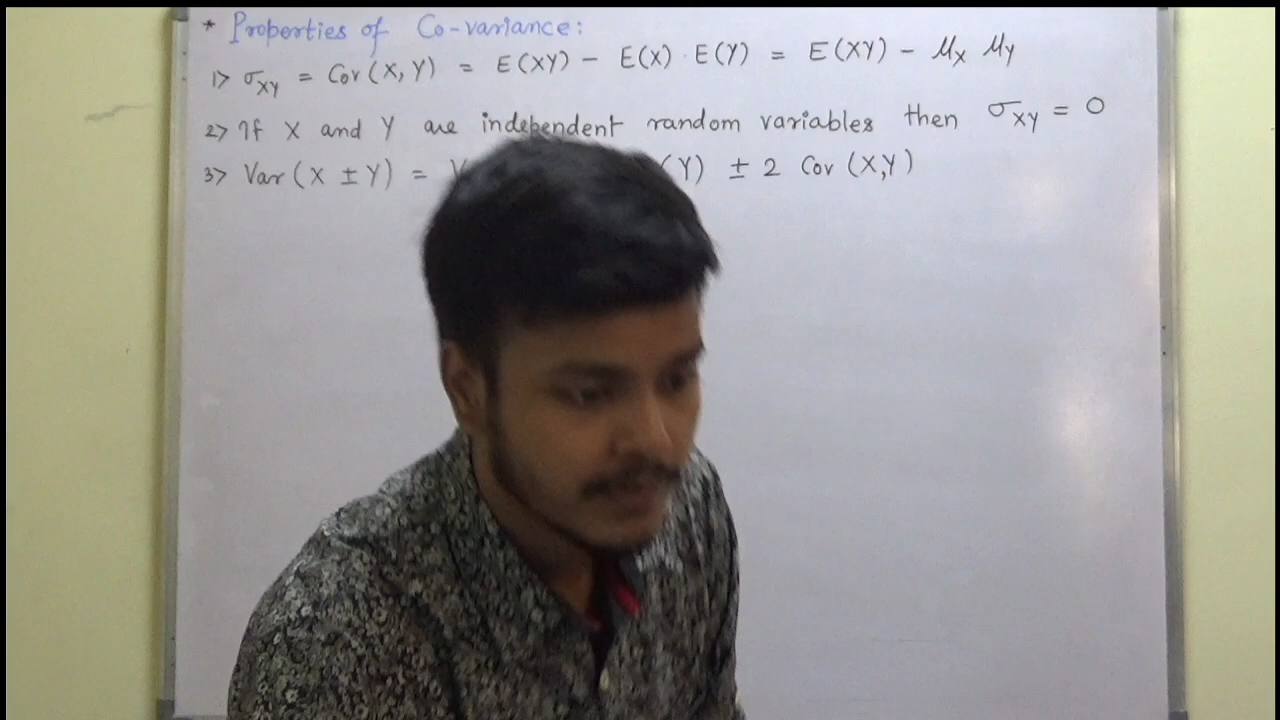 * Properties of Co-variance:
1> σXY = Cov(X, Y) = E(XY) - E(X) · E(Y) = E(XY) - μX μY
2> If X and Y are independent random variables then σXY = 0
3> Var(X ± Y) = (Y) ± 2 Cov(X,Y)